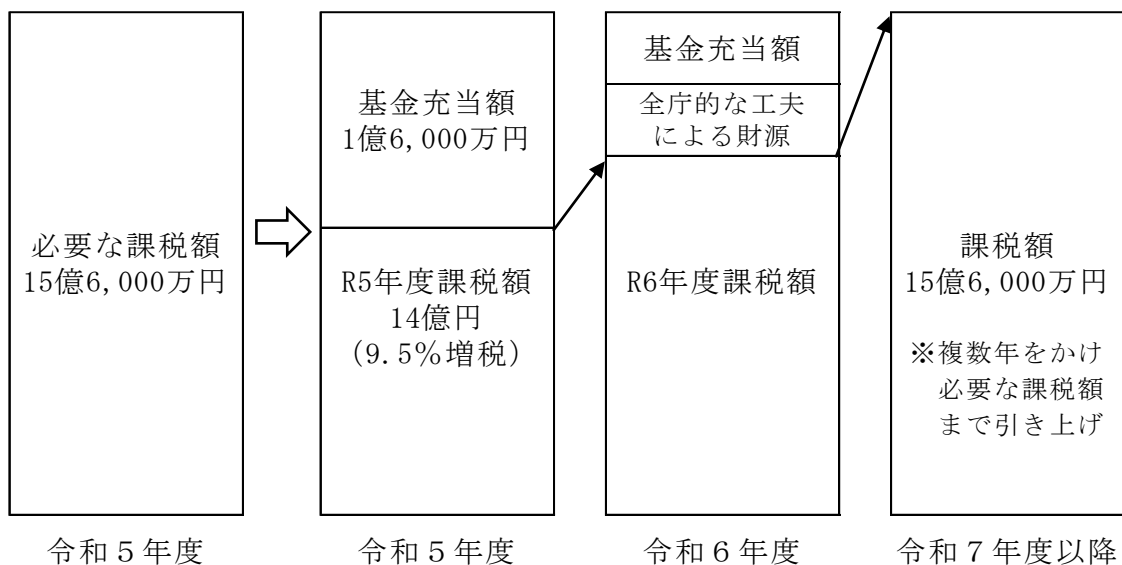 必要な課税額
15億6,000万円
令和５年度
基金充当額
1億6,000万円
R5年度課税額
14億円
（9.5％増税）
令和５年度
基金充当額
全庁的な工夫
による財源
R6年度課税額
令和６年度
課税額
15億6,000万円
※複数年をかけ
必要な課税額
まで引き上げ
令和７年度以降